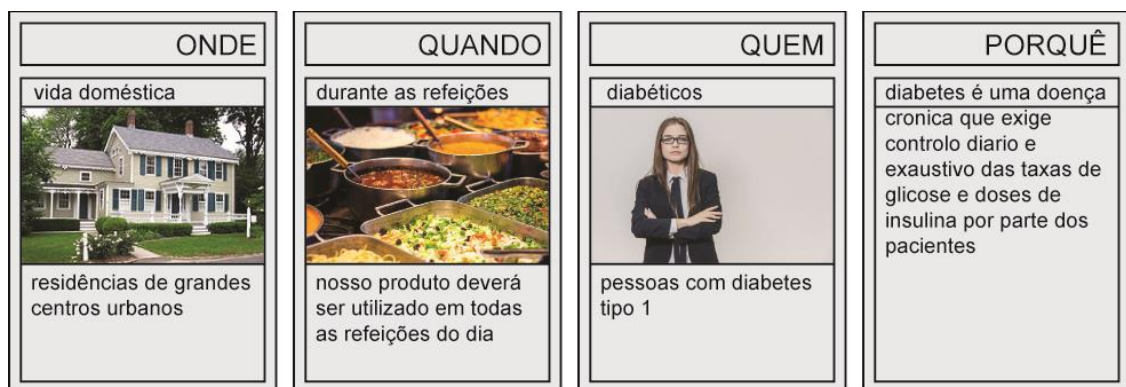 ONDE
vida doméstica
residências de grandes
centros urbanos
QUANDO
durante as refeições
nosso produto deverá
ser utilizado em todas
as refeições do dia
QUEM
diabéticos
pessoas com diabetes
tipo 1
PORQUÊ
diabetes é uma doença
cronica que exige
controlo diario e
exaustivo das taxas de
glicose e doses de
insulina por parte dos
pacientes